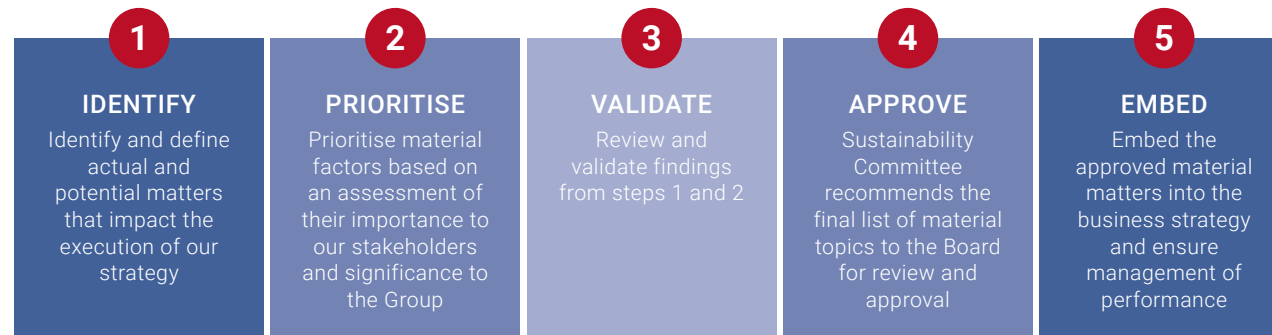 1
IDENTIFY
Identify and define
actual and
potential matters
that impact the
execution of our
strategy
2
PRIORITISE
Prioritise material
factors based on
an assessment of
their importance to
our stakeholders
and significance to
the Group
3
VALIDATE
Review and
validate findings
from steps 1 and 2
4
APPROVE
Sustainability
Committee
recommends the
final list of material
topics to the Board
for review and
approval
5
EMBED
Embed the
approved material
matters into the
business strategy
and ensure
management of
performance